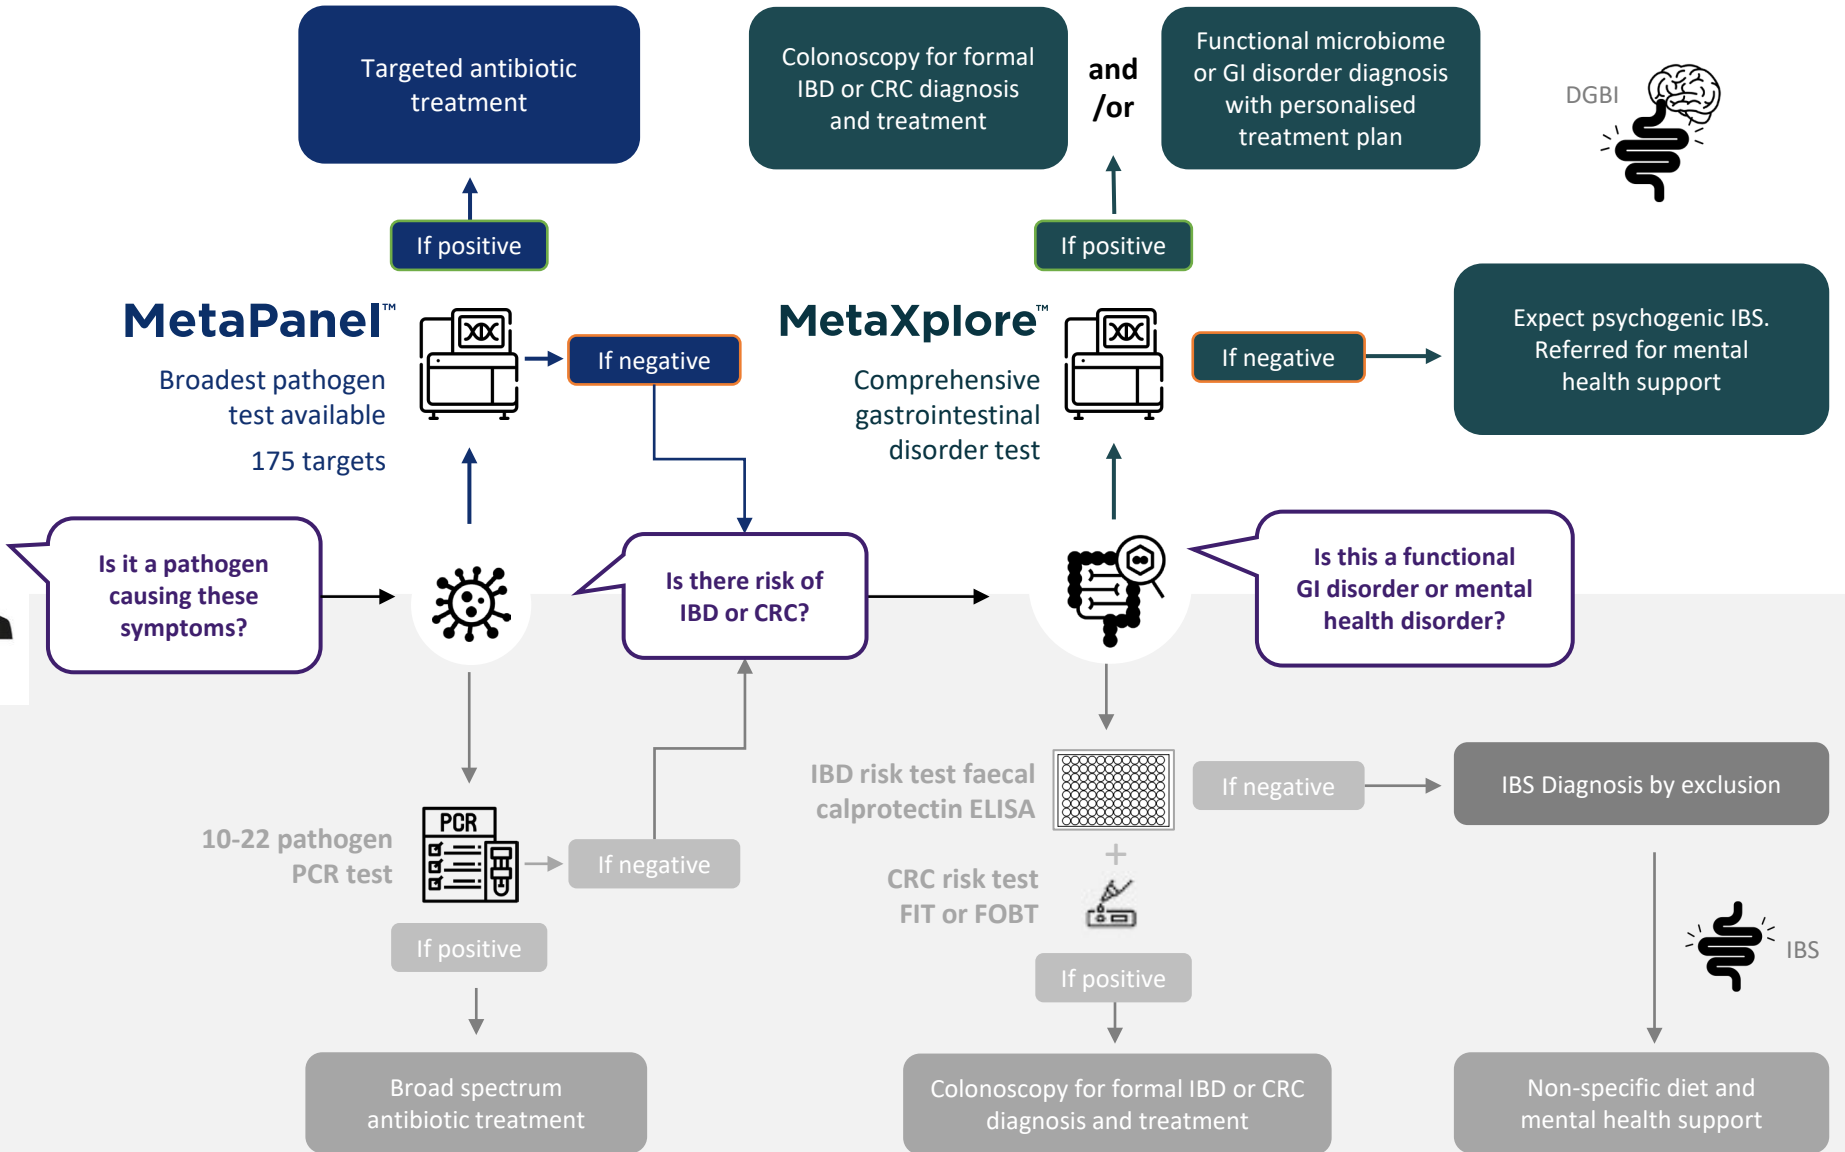 Targeted antibiotic
treatment
Colonoscopy for formal
IBD or CRC diagnosis
and treatment
and
/or
Functional microbiome
or GI disorder diagnosis
with personalised
treatment plan
DGBI
If positive
If positive
MetaPanel™
Broadest pathogen
test available
175 targets
If negative
MetaXplore™
Comprehensive
gastrointestinal
disorder test
If negative
Expect psychogenic IBS.
Referred for mental
health support
Is it a pathogen
causing these
symptoms?
Is there risk of
IBD or CRC?
Is this a functional
GI disorder or mental
health disorder?
10-22 pathogen
PCR test
PCR
If negative
If positive
Broad spectrum
antibiotic treatment
IBD risk test faecal
calprotectin ELISA
+
CRC risk test
FIT or FOBT
If negative
IBS Diagnosis by exclusion
If positive
Colonoscopy for formal IBD or CRC
diagnosis and treatment
IBS
Non-specific diet and
mental health support